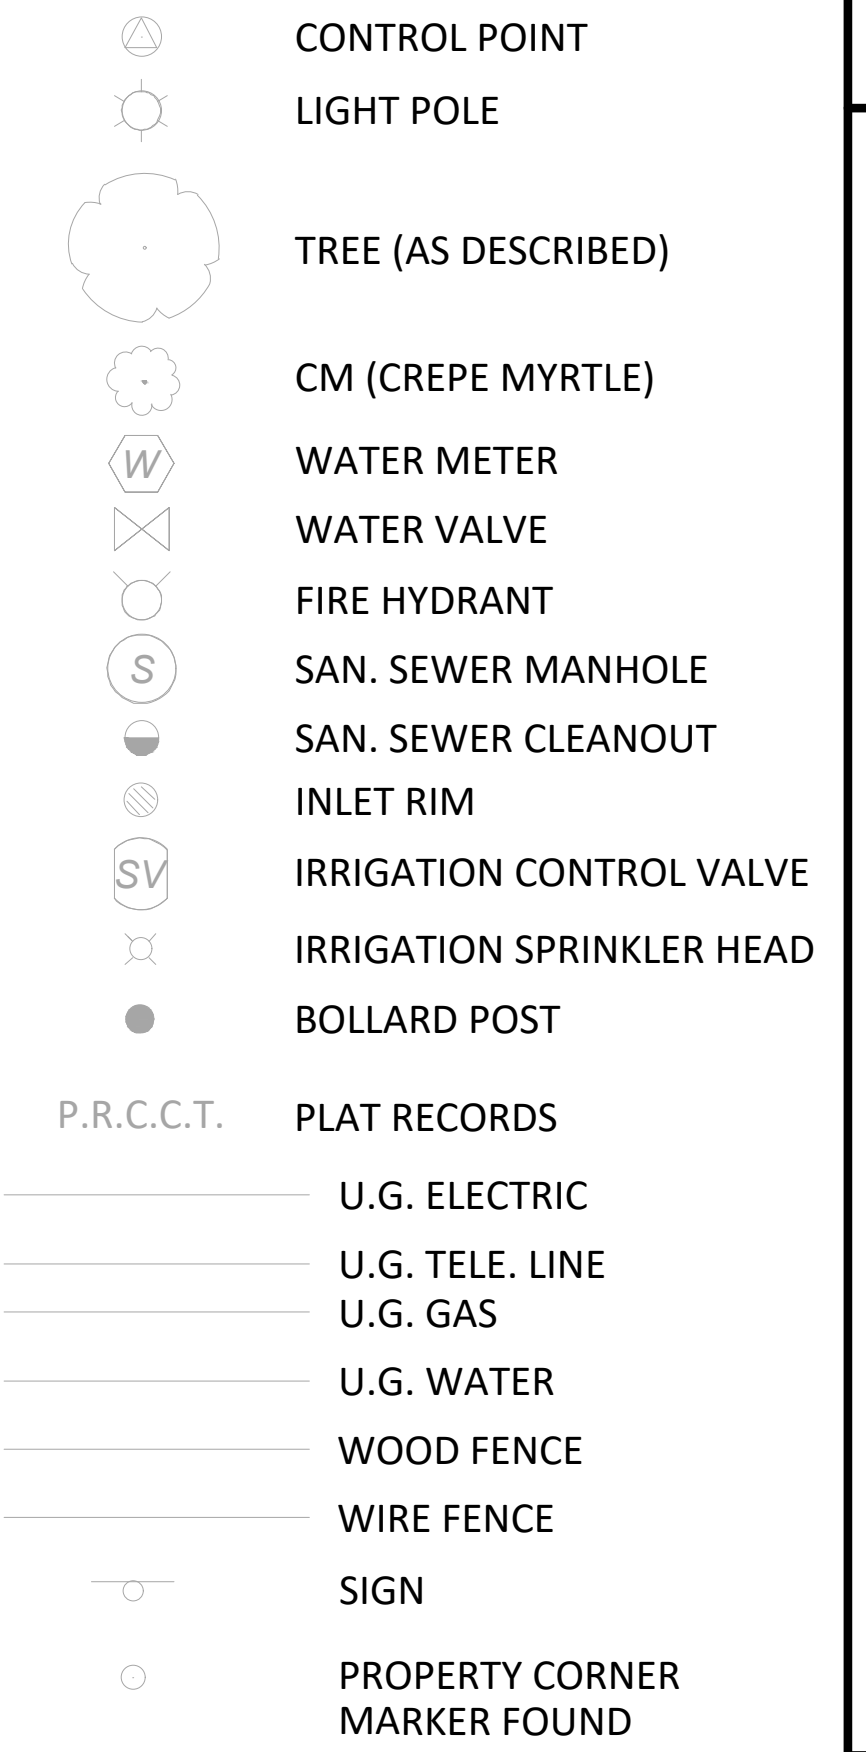 CONTROL POINT
LIGHT POLE
TREE (AS DESCRIBED)
CM (CREPE MYRTLE)
W WATER METER
WATER VALVE
FIRE HYDRANT
S SAN. SEWER MANHOLE
SAN. SEWER CLEANOUT
INLET RIM
SV IRRIGATION CONTROL VALVE
IRRIGATION SPRINKLER HEAD
BOLLARD POST
P.R.C.C.T. PLAT RECORDS
U.G. ELECTRIC
U.G. TELE. LINE
U.G. GAS
U.G. WATER
WOOD FENCE
WIRE FENCE
SIGN
PROPERTY CORNER
MARKER FOUND